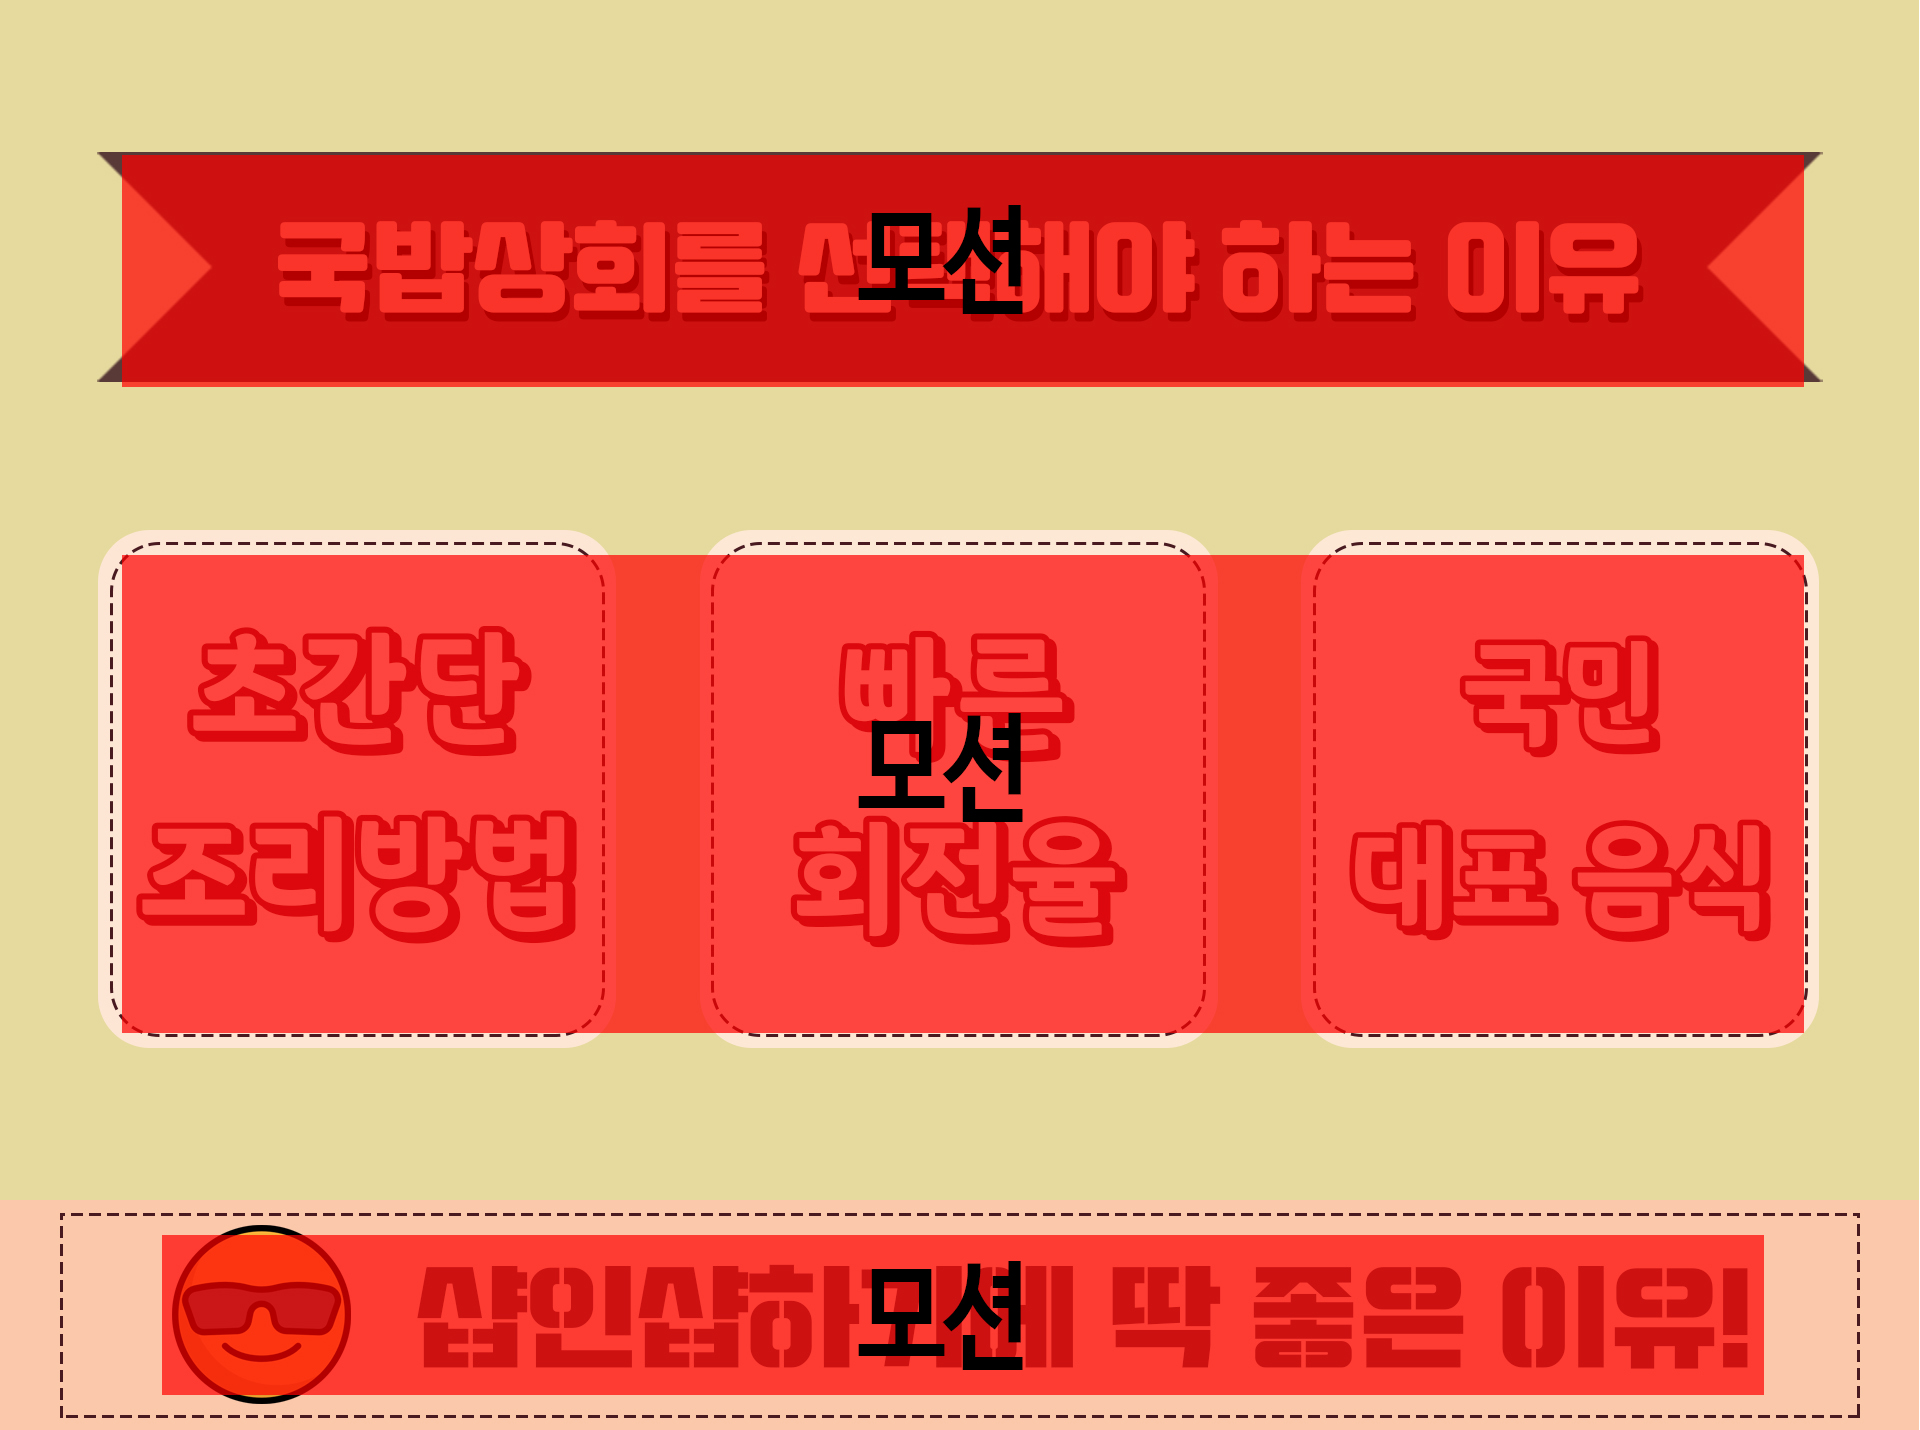 국밥상회를 선택해야 하는 이유
모션
초간단 빠른 국민
모션
조리방법 회전율 대표 음식
샵인샵하기에 딱 좋은 이유!
모션